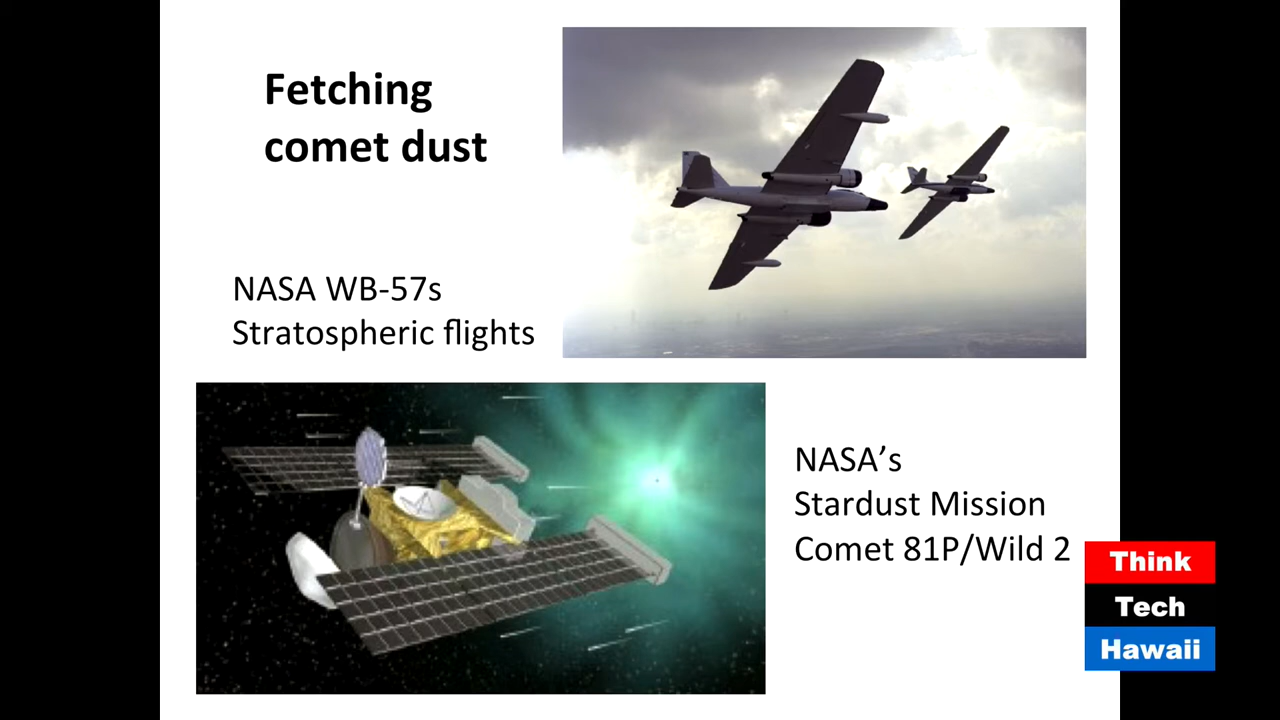 Fetching
comet dust
NASA WB-57s
Stratospheric flights
NASA’s
Stardust Mission
Comet 81P/Wild 2
Think
Tech
Hawaii